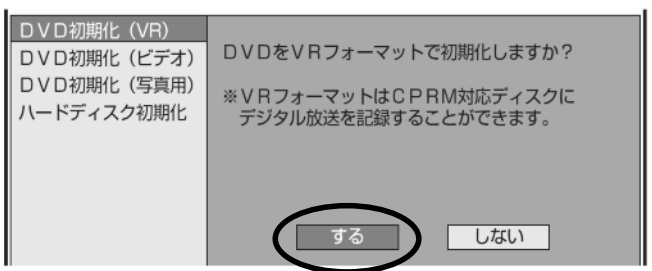 DVD初期化（VR）
DVD初期化（ビデオ）
DVD初期化（写真用）
ハードディスク初期化
DVDをVRフォーマットで初期化しますか？
※VRフォーマットはCPRM対応ディスクに
デジタル放送を記録することができます。
する
しない